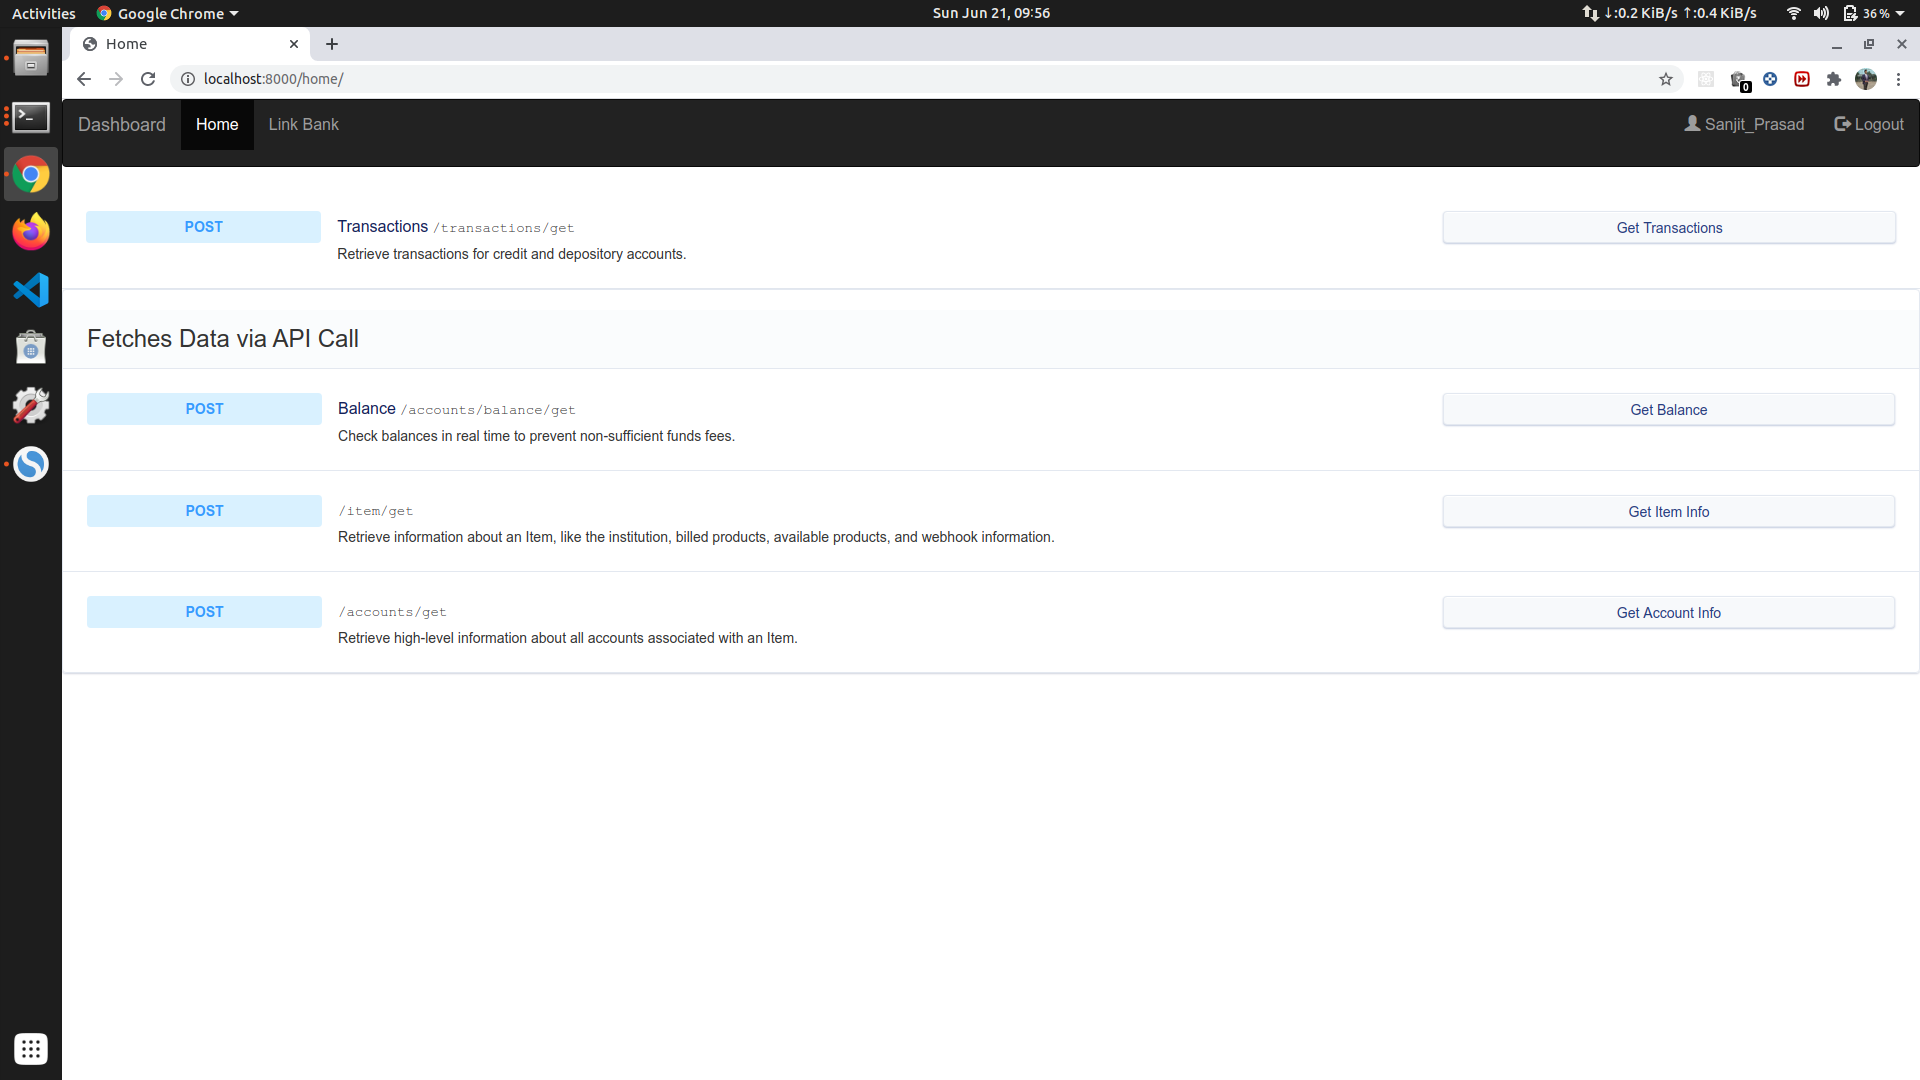 Activities Google Chrome Sun Jun 21, 09:56 ↓:0.2 KiB/s ↑:0.4 KiB/s 36 %
Home
localhost:8000/home/
0
Dashboard Home Link Bank Sanjit_Prasad Logout
POST Transactions /transactions/get Get Transactions
Retrieve transactions for credit and depository accounts.
Fetches Data via API Call
POST Balance /accounts/balance/get Get Balance
Check balances in real time to prevent non-sufficient funds fees.
POST /item/get Get Item Info
Retrieve information about an Item, like the institution, billed products, available products, and webhook information.
POST /accounts/get Get Account Info
Retrieve high-level information about all accounts associated with an Item.